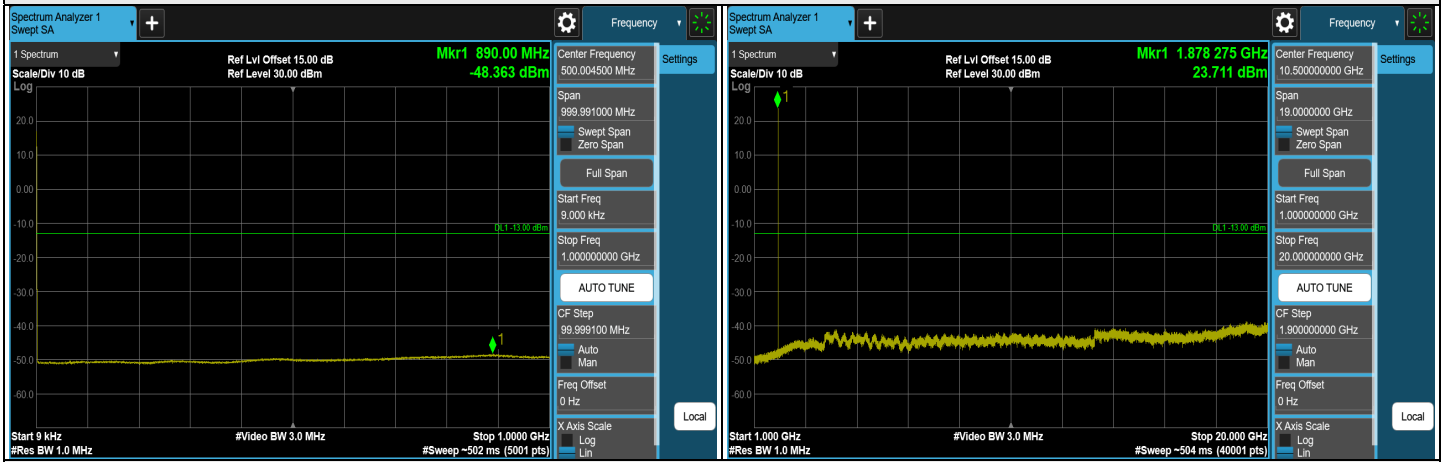 Spectrum Analyzer 1
Swept SA
+
Frequency
1 Spectrum
Scale/Div 10 dB
Log
Ref Lvl Offset 15.00 dB
Ref Level 30.00 dBm
Mkr1 890.00 MHz
-48.363 dBm
1
20.0
10.0
0.00
-10.0
-20.0
-30.0
-40.0
-50.0
-60.0
DL1 -13.00 dBm
Start 9 kHz
#Res BW 1.0 MHz
#Video BW 3.0 MHz
Stop 1.0000 GHz
#Sweep ~502 ms (5001 pts)
Center Frequency
500.004500 MHz
Span
999.991000 MHz
Swept Span
Zero Span
Full Span
Start Freq
9.000 kHz
Stop Freq
1.000000000 GHz
AUTO TUNE
CF Step
99.999100 MHz
Auto
Man
Freq Offset
0 Hz
X Axis Scale
Log
Lin
Settings
Local
Spectrum Analyzer 1
Swept SA
+
Frequency
1 Spectrum
Scale/Div 10 dB
Log
Ref Lvl Offset 15.00 dB
Ref Level 30.00 dBm
Mkr1 1.878 275 GHz
23.711 dBm
1
20.0
10.0
0.00
-10.0
-20.0
-30.0
-40.0
-50.0
-60.0
DL1 -13.00 dBm
Start 1.000 GHz
#Res BW 1.0 MHz
#Video BW 3.0 MHz
Stop 20.000 GHz
#Sweep ~504 ms (40001 pts)
Center Frequency
10.500000000 GHz
Span
19.0000000 GHz
Swept Span
Zero Span
Full Span
Start Freq
1.000000000 GHz
Stop Freq
20.000000000 GHz
AUTO TUNE
CF Step
1.900000000 GHz
Auto
Man
Freq Offset
0 Hz
X Axis Scale
Log
Lin
Settings
Local